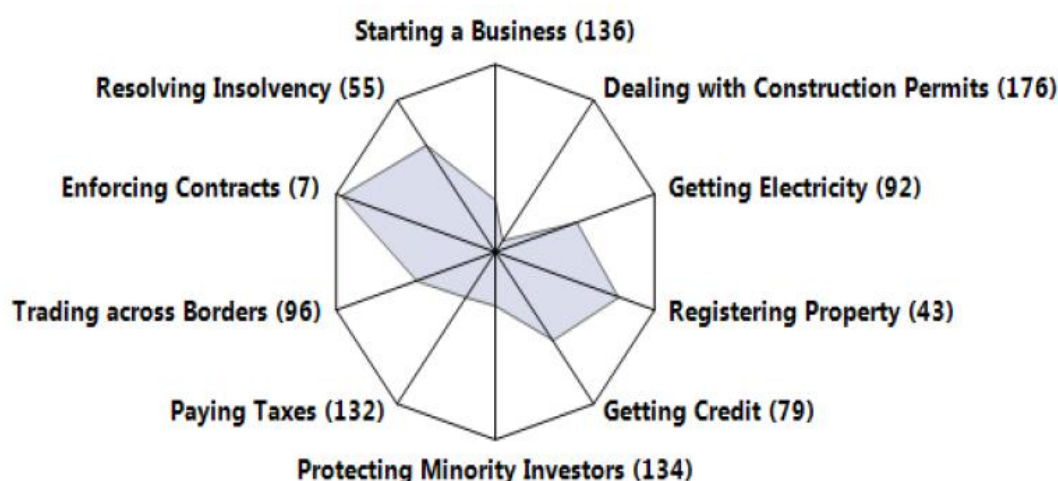 Starting a Business (136)
Resolving Insolvency (55)
Dealing with Construction Permits (176)
Enforcing Contracts (7)
Getting Electricity (92)
Trading across Borders (96)
Registering Property (43)
Paying Taxes (132)
Getting Credit (79)
Protecting Minority Investors (134)